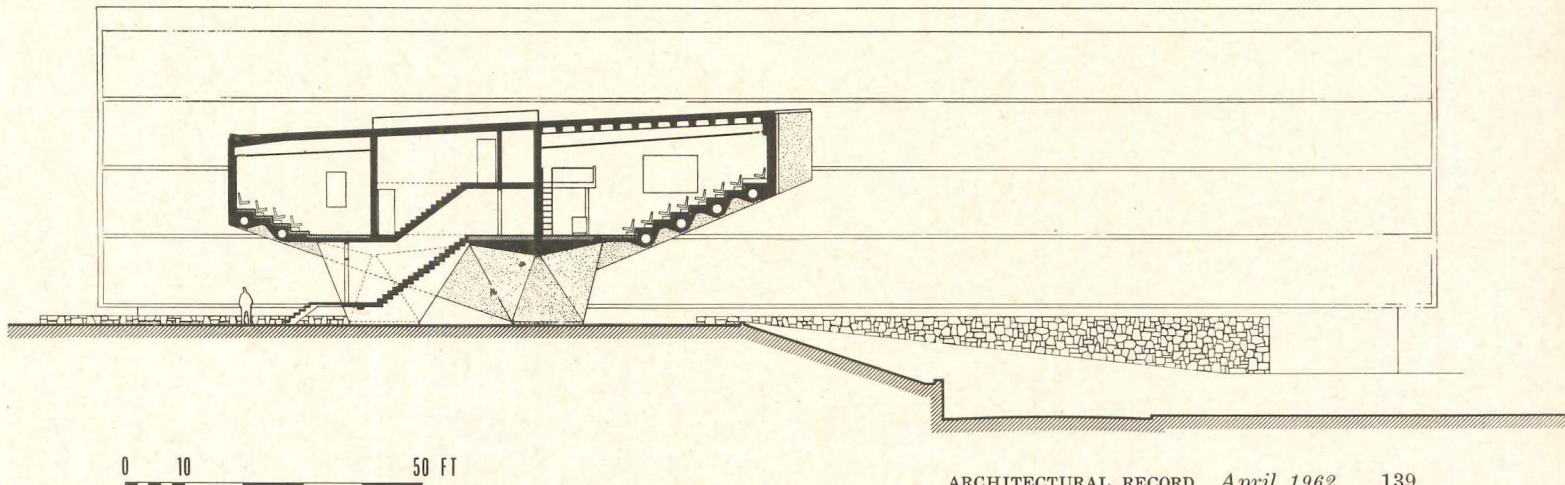 0 10 50 FT
ARCHITECTURAL RECORD April 1962 139